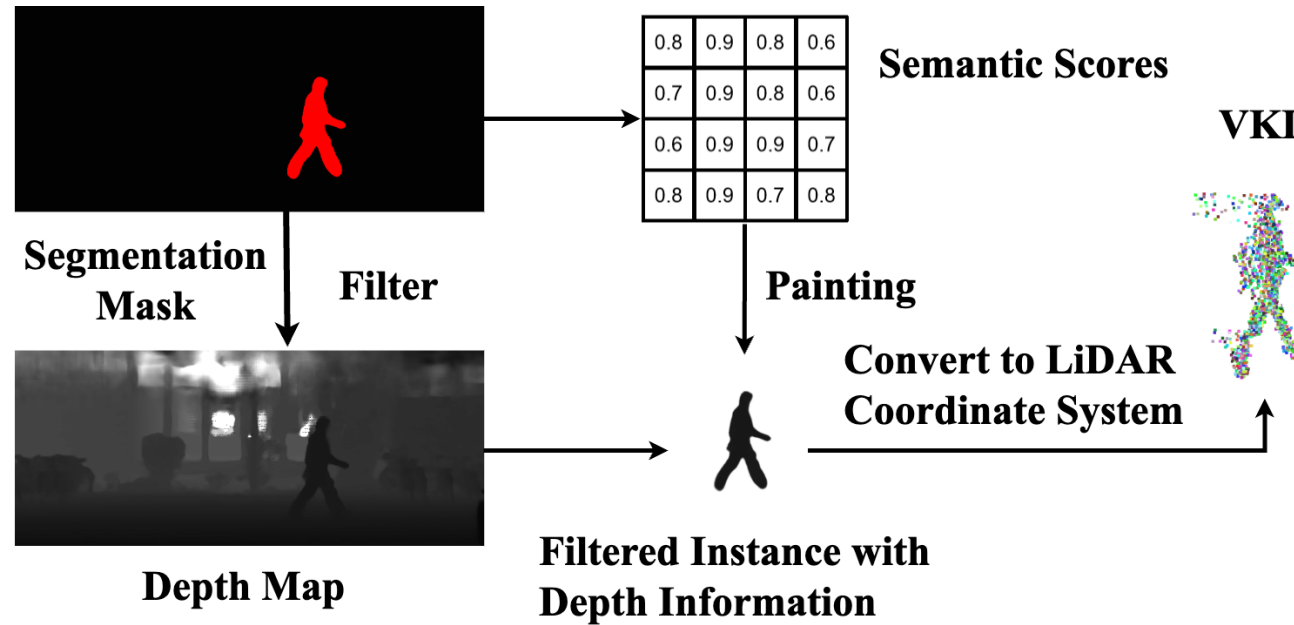 0.8 0.9 0.8 0.6
0.7 0.9 0.8 0.6
0.6 0.9 0.9 0.7
0.8 0.9 0.7 0.8
Semantic Scores
Segmentation
Mask
Filter
Painting
Convert to LiDAR
Coordinate System
Depth Map
Filtered Instance with
Depth Information